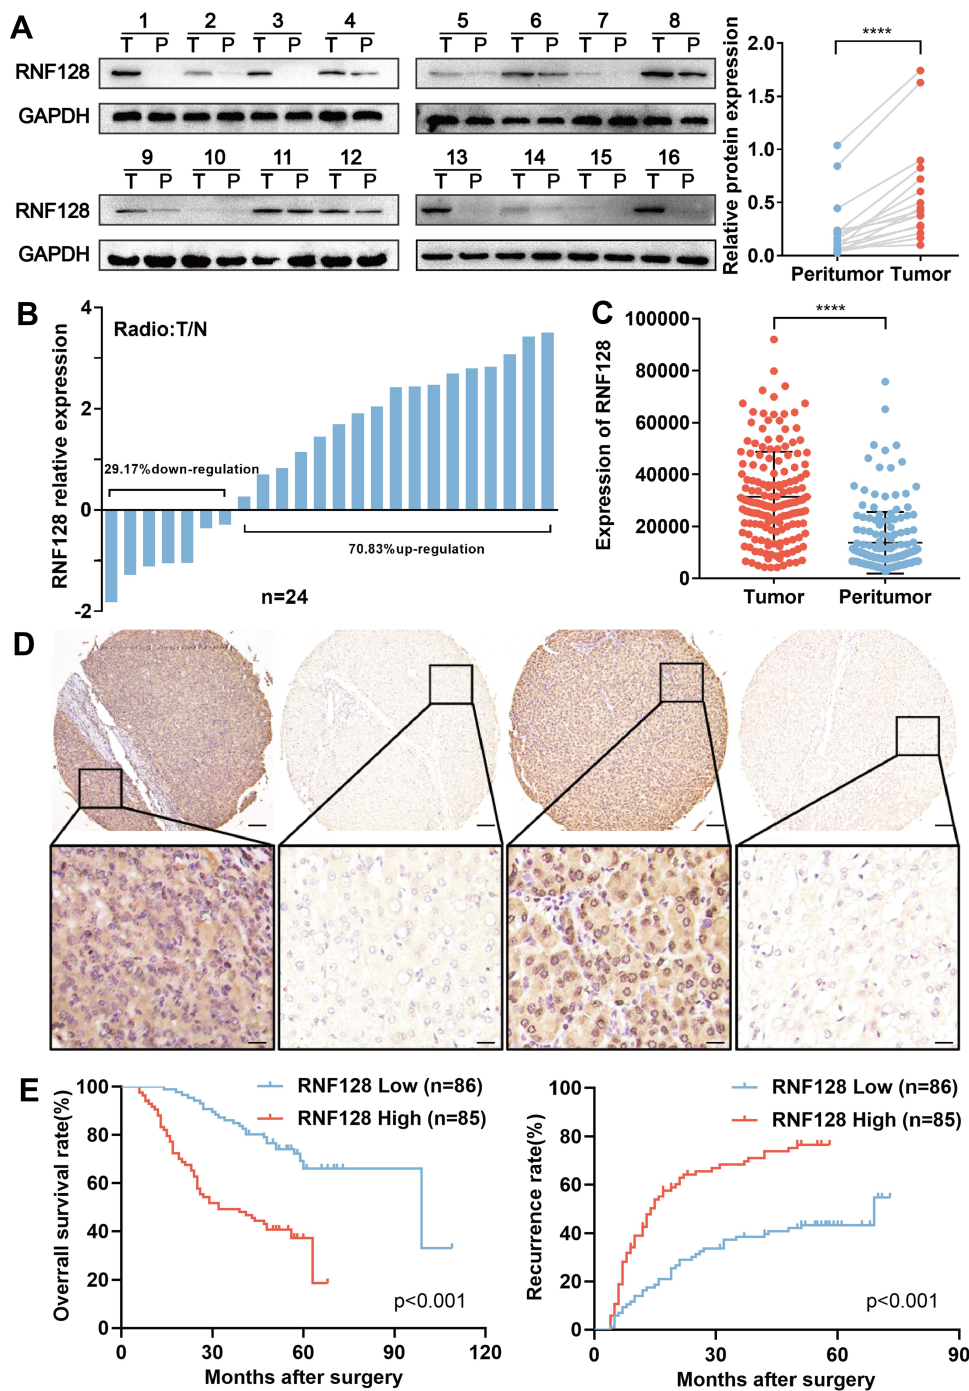 A
1 2 3 4
T P T P T P T P
RNF128
GAPDH
5 6 7 8
T P T P T P T P
9 10 11 12
T P T P T P T P
RNF128
GAPDH
13 14 15 16
T P T P T P T P
Relative protein expression
2.0
1.5
1.0
0.5
0.0
****
Peritumor Tumor
B
RNF128 relative expression
4
2
0
-2
Radio:T/N
29.17%down-regulation
70.83%up-regulation
n=24
C
Expression of RNF128
100000
80000
60000
40000
20000
0
****
Tumor Peritumor
D
E
Overrall survival rate(%)
100
80
60
40
20
0
RNF128 Low (n=86)
RNF128 High (n=85)
p<0.001
0 30 60 90 120
Months after surgery
Recurrence rate(%)
100
80
60
40
20
0
RNF128 Low (n=86)
RNF128 High (n=85)
p<0.001
0 30 60 90
Months after surgery